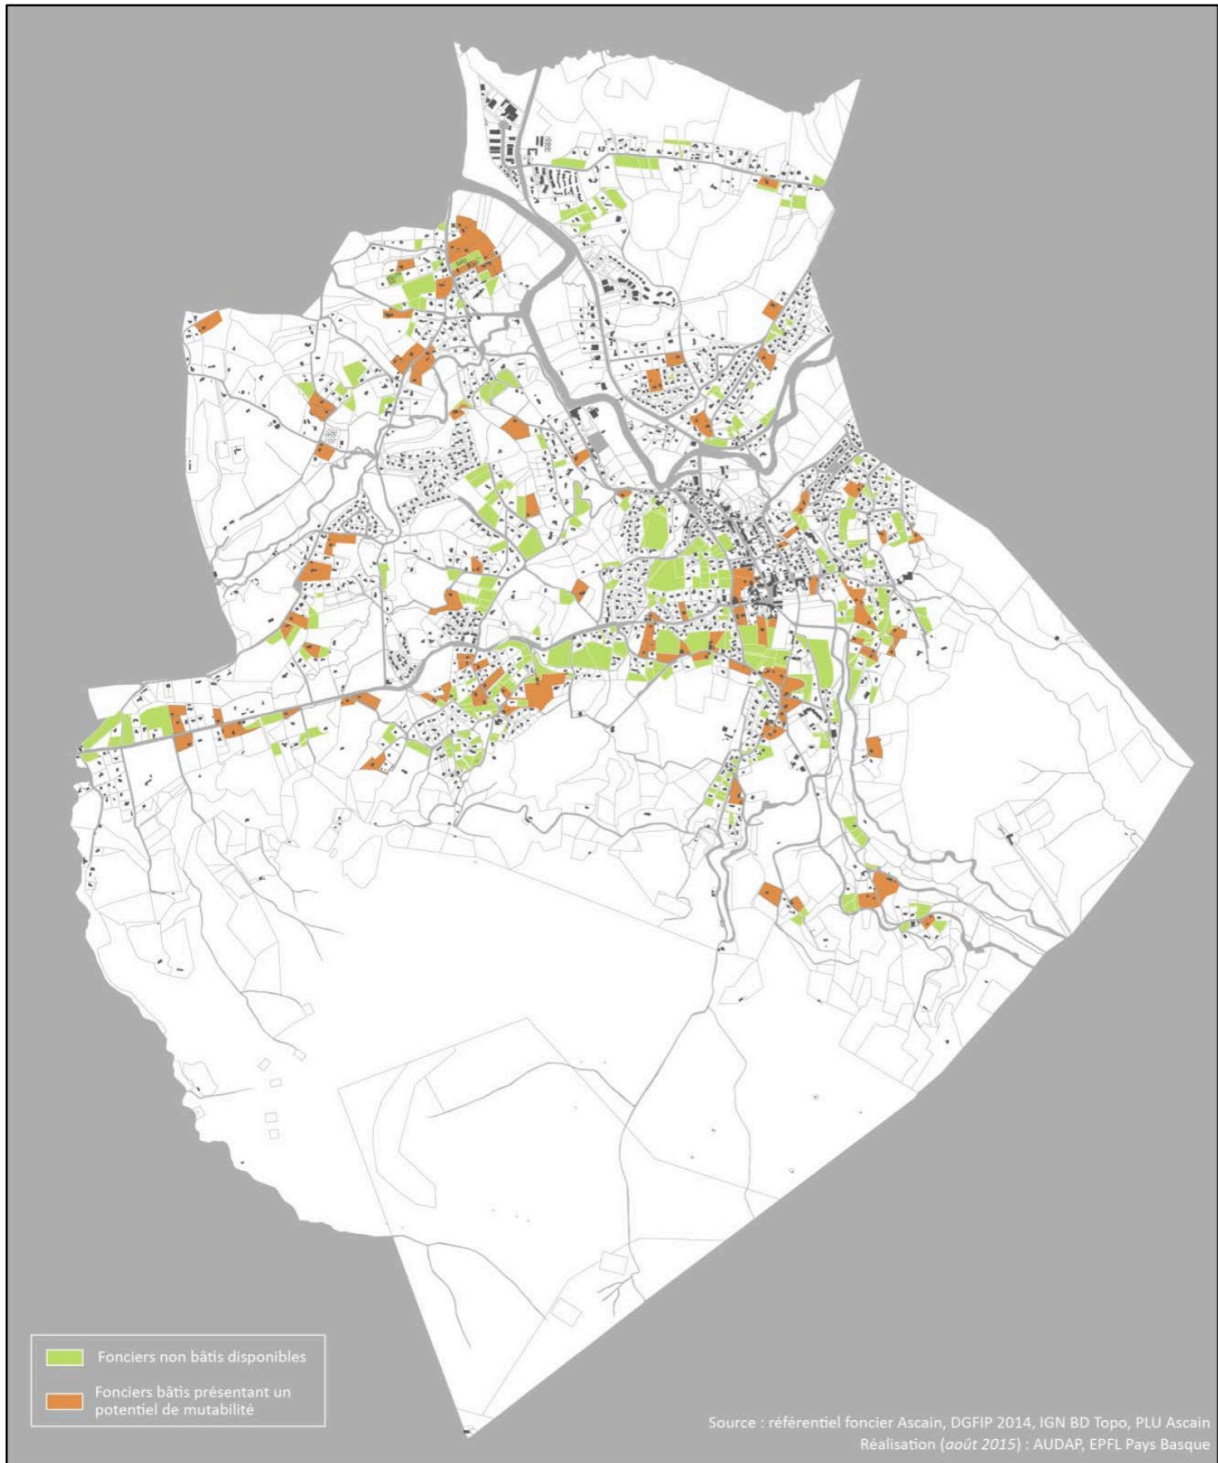 Fonciers non bâtis disponibles
Fonciers bâtis présentant un
potentiel de mutabilité
Source : référentiel foncier Ascain, DGFIP 2014, IGN BD Topo, PLU Ascain
Réalisation (août 2015) : AUDAP, EPFL Pays Basque